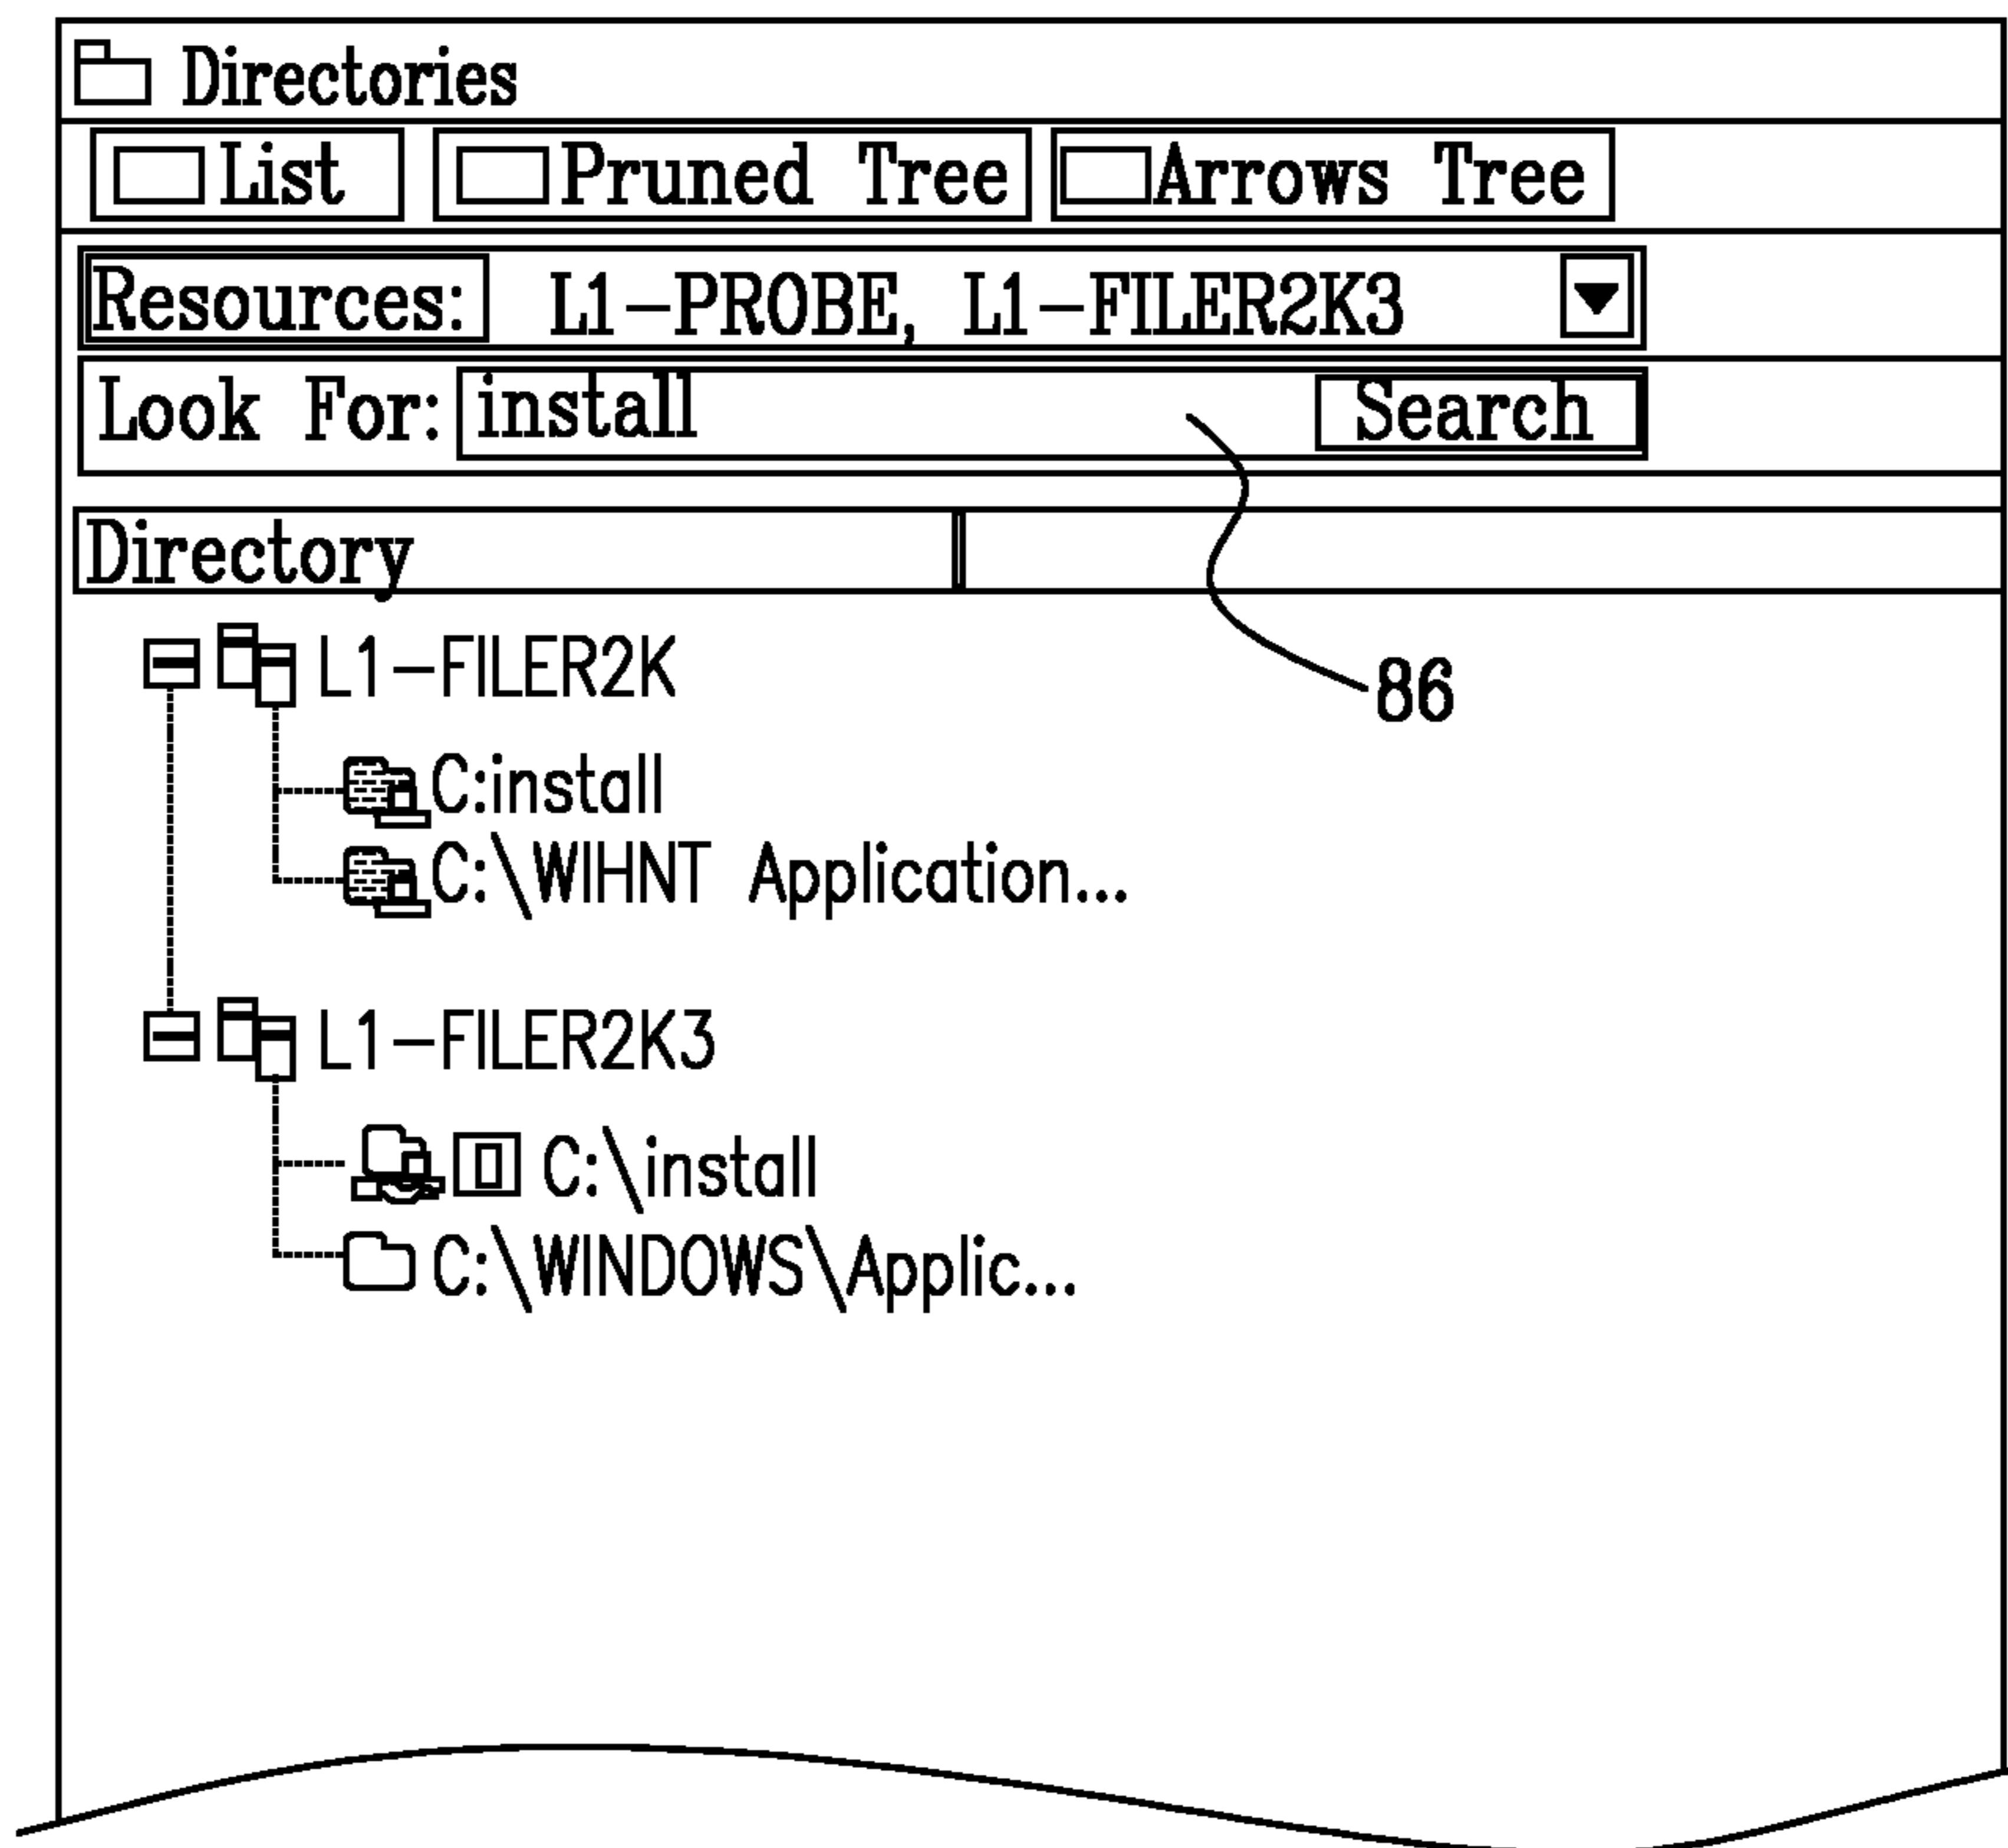 Directories
List Pruned Tree Arrows Tree
Resources: L1-PROBE, L1-FILER2K3
Look For: install Search
Directory
L1-FILER2K
86
C:install
C:\WIHNT Application...
L1-FILER2K3
C:\install
C:\WINDOWS\Applic...